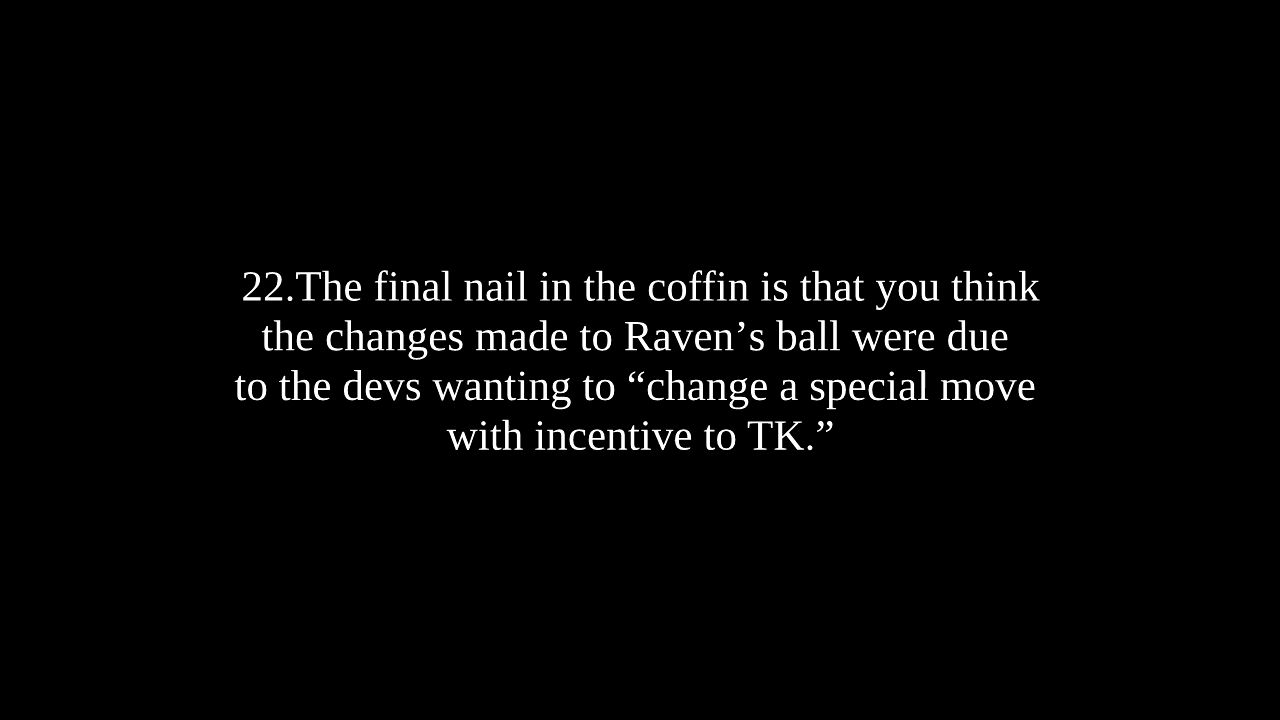 22.The final nail in the coffin is that you think
the changes made to Raven’s ball were due
to the devs wanting to “change a special move
with incentive to TK.”